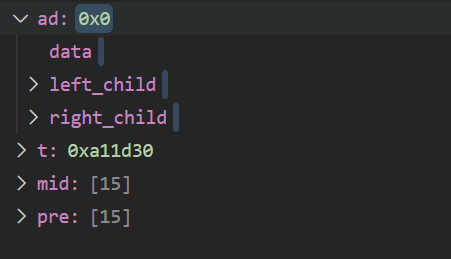 ad: 0x0
data
left_child
right_child
t: 0xa11d30
mid: [15]
pre: [15]